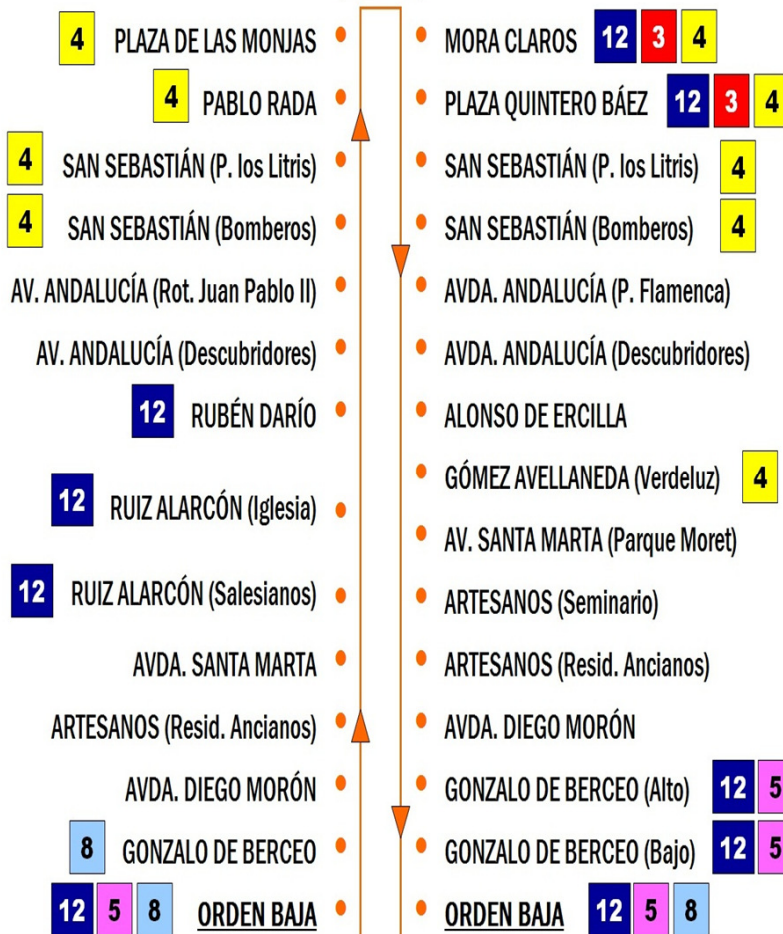 4 PLAZA DE LAS MONJAS
4 PABLO RADA
4 SAN SEBASTIÁN (P. los Litris)
4 SAN SEBASTIÁN (Bomberos)
AV. ANDALUCÍA (Rot. Juan Pablo II)
AV. ANDALUCÍA (Descubridores)
12 RUBÉN DARÍO
12 RUIZ ALARCÓN (Iglesia)
12 RUIZ ALARCÓN (Salesianos)
AVDA. SANTA MARTA
ARTESANOS (Resid. Ancianos)
AVDA. DIEGO MORÓN
8 GONZALO DE BERCEO
12 5 8 ORDEN BAJA
MORA CLAROS 12 3 4
PLAZA QUINTERO BÁEZ 12 3 4
SAN SEBASTIÁN (P. los Litris) 4
SAN SEBASTIÁN (Bomberos) 4
AVDA. ANDALUCÍA (P. Flamenca)
AVDA. ANDALUCÍA (Descubridores)
ALONSO DE ERCILLA
GÓMEZ AVELLANEDA (Verdeluz) 4
AV. SANTA MARTA (Parque Moret)
ARTESANOS (Seminario)
ARTESANOS (Resid. Ancianos)
AVDA. DIEGO MORÓN
GONZALO DE BERCEO (Alto) 12 5
GONZALO DE BERCEO (Bajo) 12 5
ORDEN BAJA 12 5 8